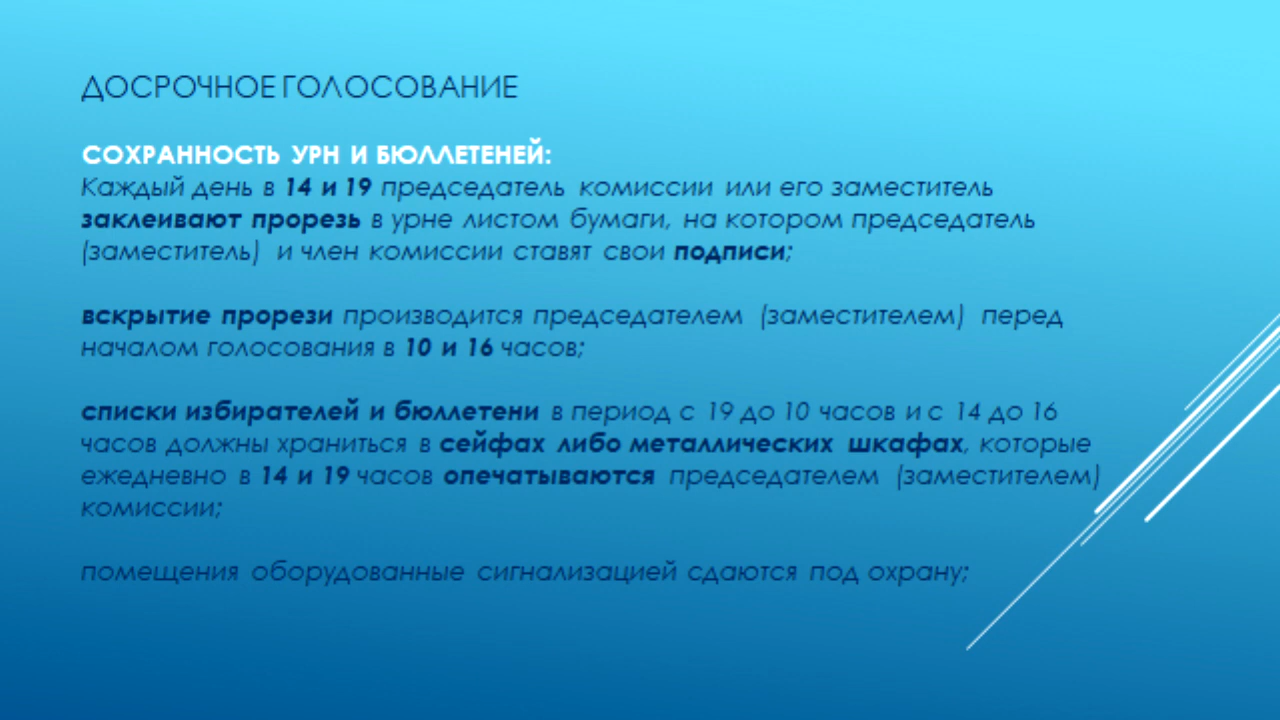 ДОСРОЧНОЕ ГОЛОСОВАНИЕ
СОХРАННОСТЬ УРН И БЮЛЛЕТЕНЕЙ:
Каждый день в 14 и 19 председатель комиссии или его заместитель
заклеивают прорезь в урне листом бумаги, на котором председатель
(заместитель) и член комиссии ставят свои подписи;
вскрытие прорези производится председателем (заместителем) перед
началом голосования в 10 и 16 часов;
списки избирателей и бюллетени в период с 19 до 10 часов и с 14 до 16
часов должны храниться в сейфах либо металлических шкафах, которые
ежедневно в 14 и 19 часов опечатываются председателем (заместителем)
комиссии;
помещения оборудованные сигнализацией сдаются под охрану;